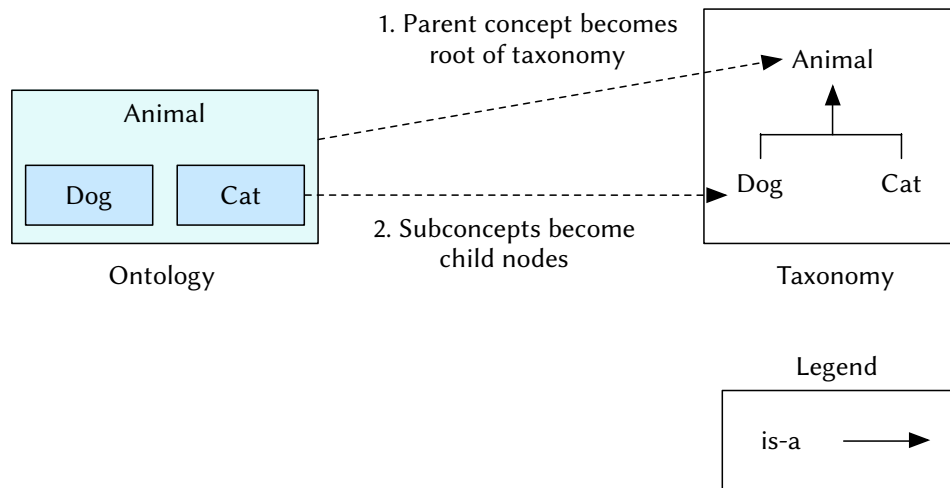 1. Parent concept becomes
root of taxonomy
Animal
Animal
Dog
Cat
Dog
Cat
2. Subconcepts become
child nodes
Ontology
Taxonomy
Legend
is-a